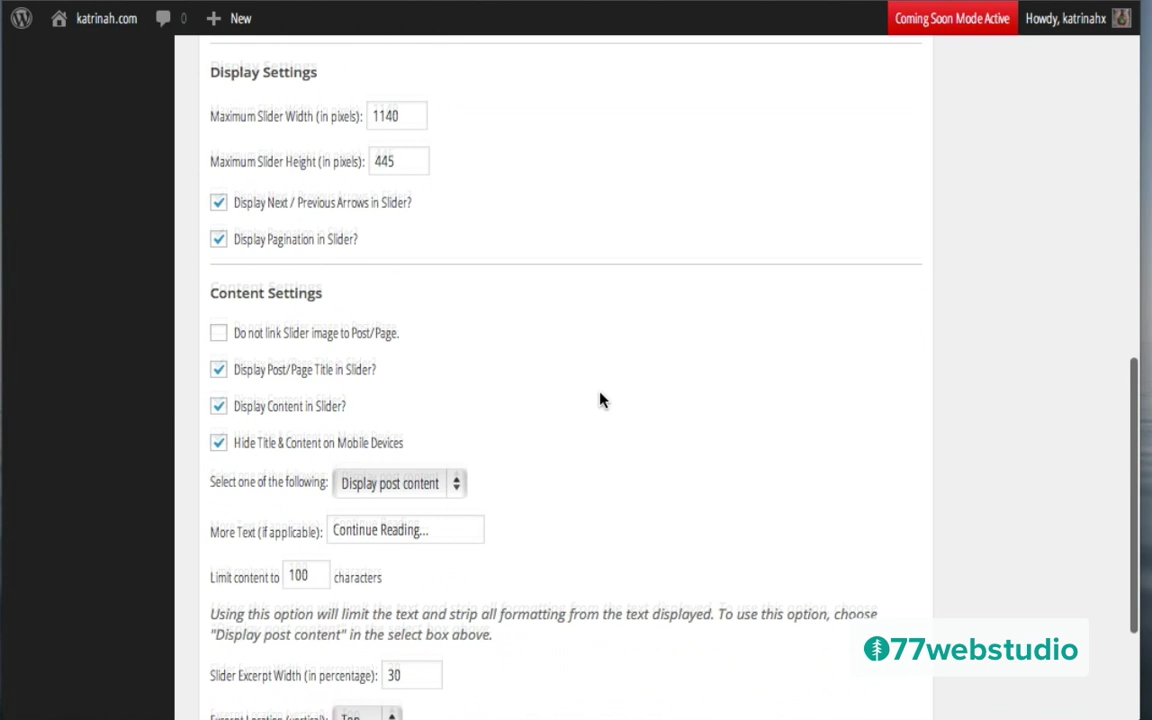 katrinah.com 0 New Coming Soon Mode Active Howdy, katrinahx
Display Settings
Maximum Slider Width (in pixels): 1140
Maximum Slider Height (in pixels): 445
Display Next / Previous Arrows in Slider?
Display Pagination in Slider?
Content Settings
Do not link Slider image to Post/Page.
Display Post/Page Title in Slider?
Display Content in Slider?
Hide Title & Content on Mobile Devices
Select one of the following: Display post content
More Text (if applicable): Continue Reading...
Limit content to 100 characters
Using this option will limit the text and strip all formatting from the text displayed. To use this option, choose
"Display post content" in the select box above.
77webstudio
Slider Excerpt Width (in percentage): 30
Excerpt Location (vertical): Top